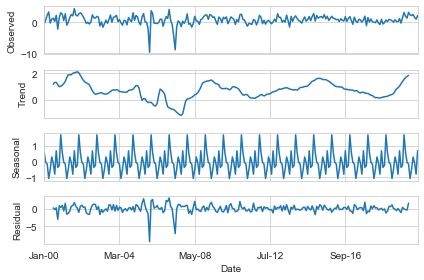 Observed
0
-10
Trend
2
0
Seasonal
1
0
-1
Residual
0
-5
Jan-00 Mar-04 May-08 Jul-12 Sep-16
Date